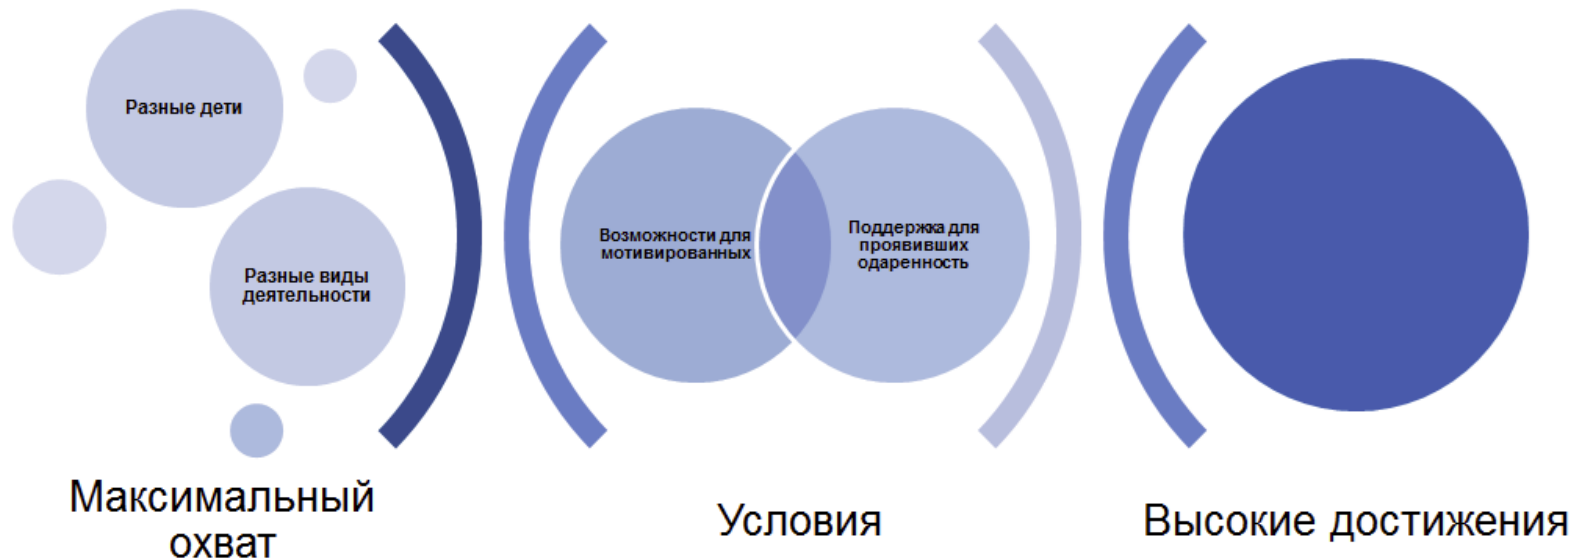 Разные дети
Разные виды
деятельности
Максимальный
охват
Возможности для
мотивированных
Поддержка для
проявивших
одаренность
Условия
Высокие достижения